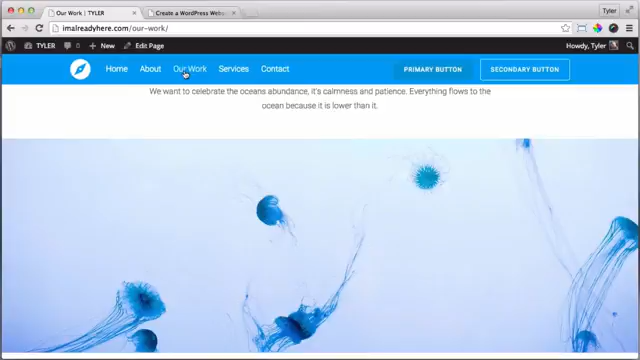 Tyler
Our Work | TYLER
Create a WordPress Webs
imalreadyhere.com/our-work/
TYLER
0
New
Edit Page
Howdy, Tyler
Home
About
Our Work
Services
Contact
PRIMARY BUTTON
SECONDARY BUTTON
We want to celebrate the oceans abundance, it's calmness and patience. Everything flows to the
ocean because it is lower than it.